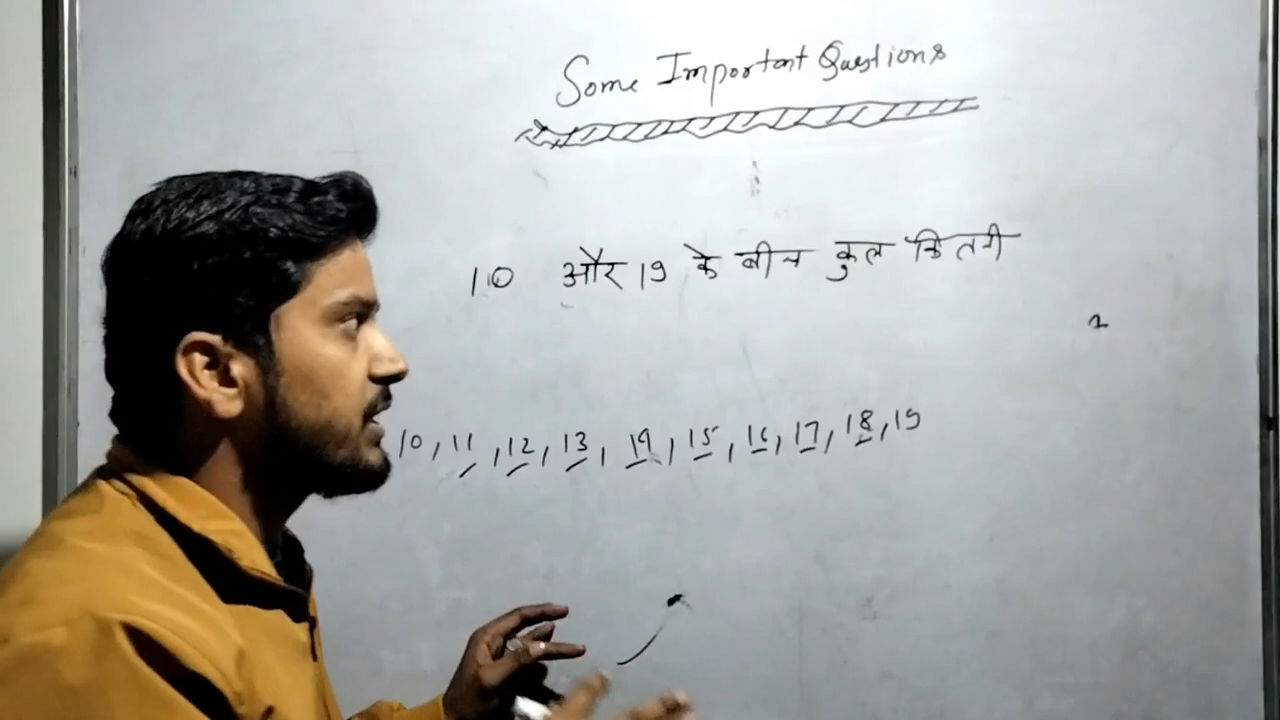 Some Important Questions
10 और 19 के बीच कुल कितनी
10, 11, 12, 13, 14, 15, 16, 17, 18, 19